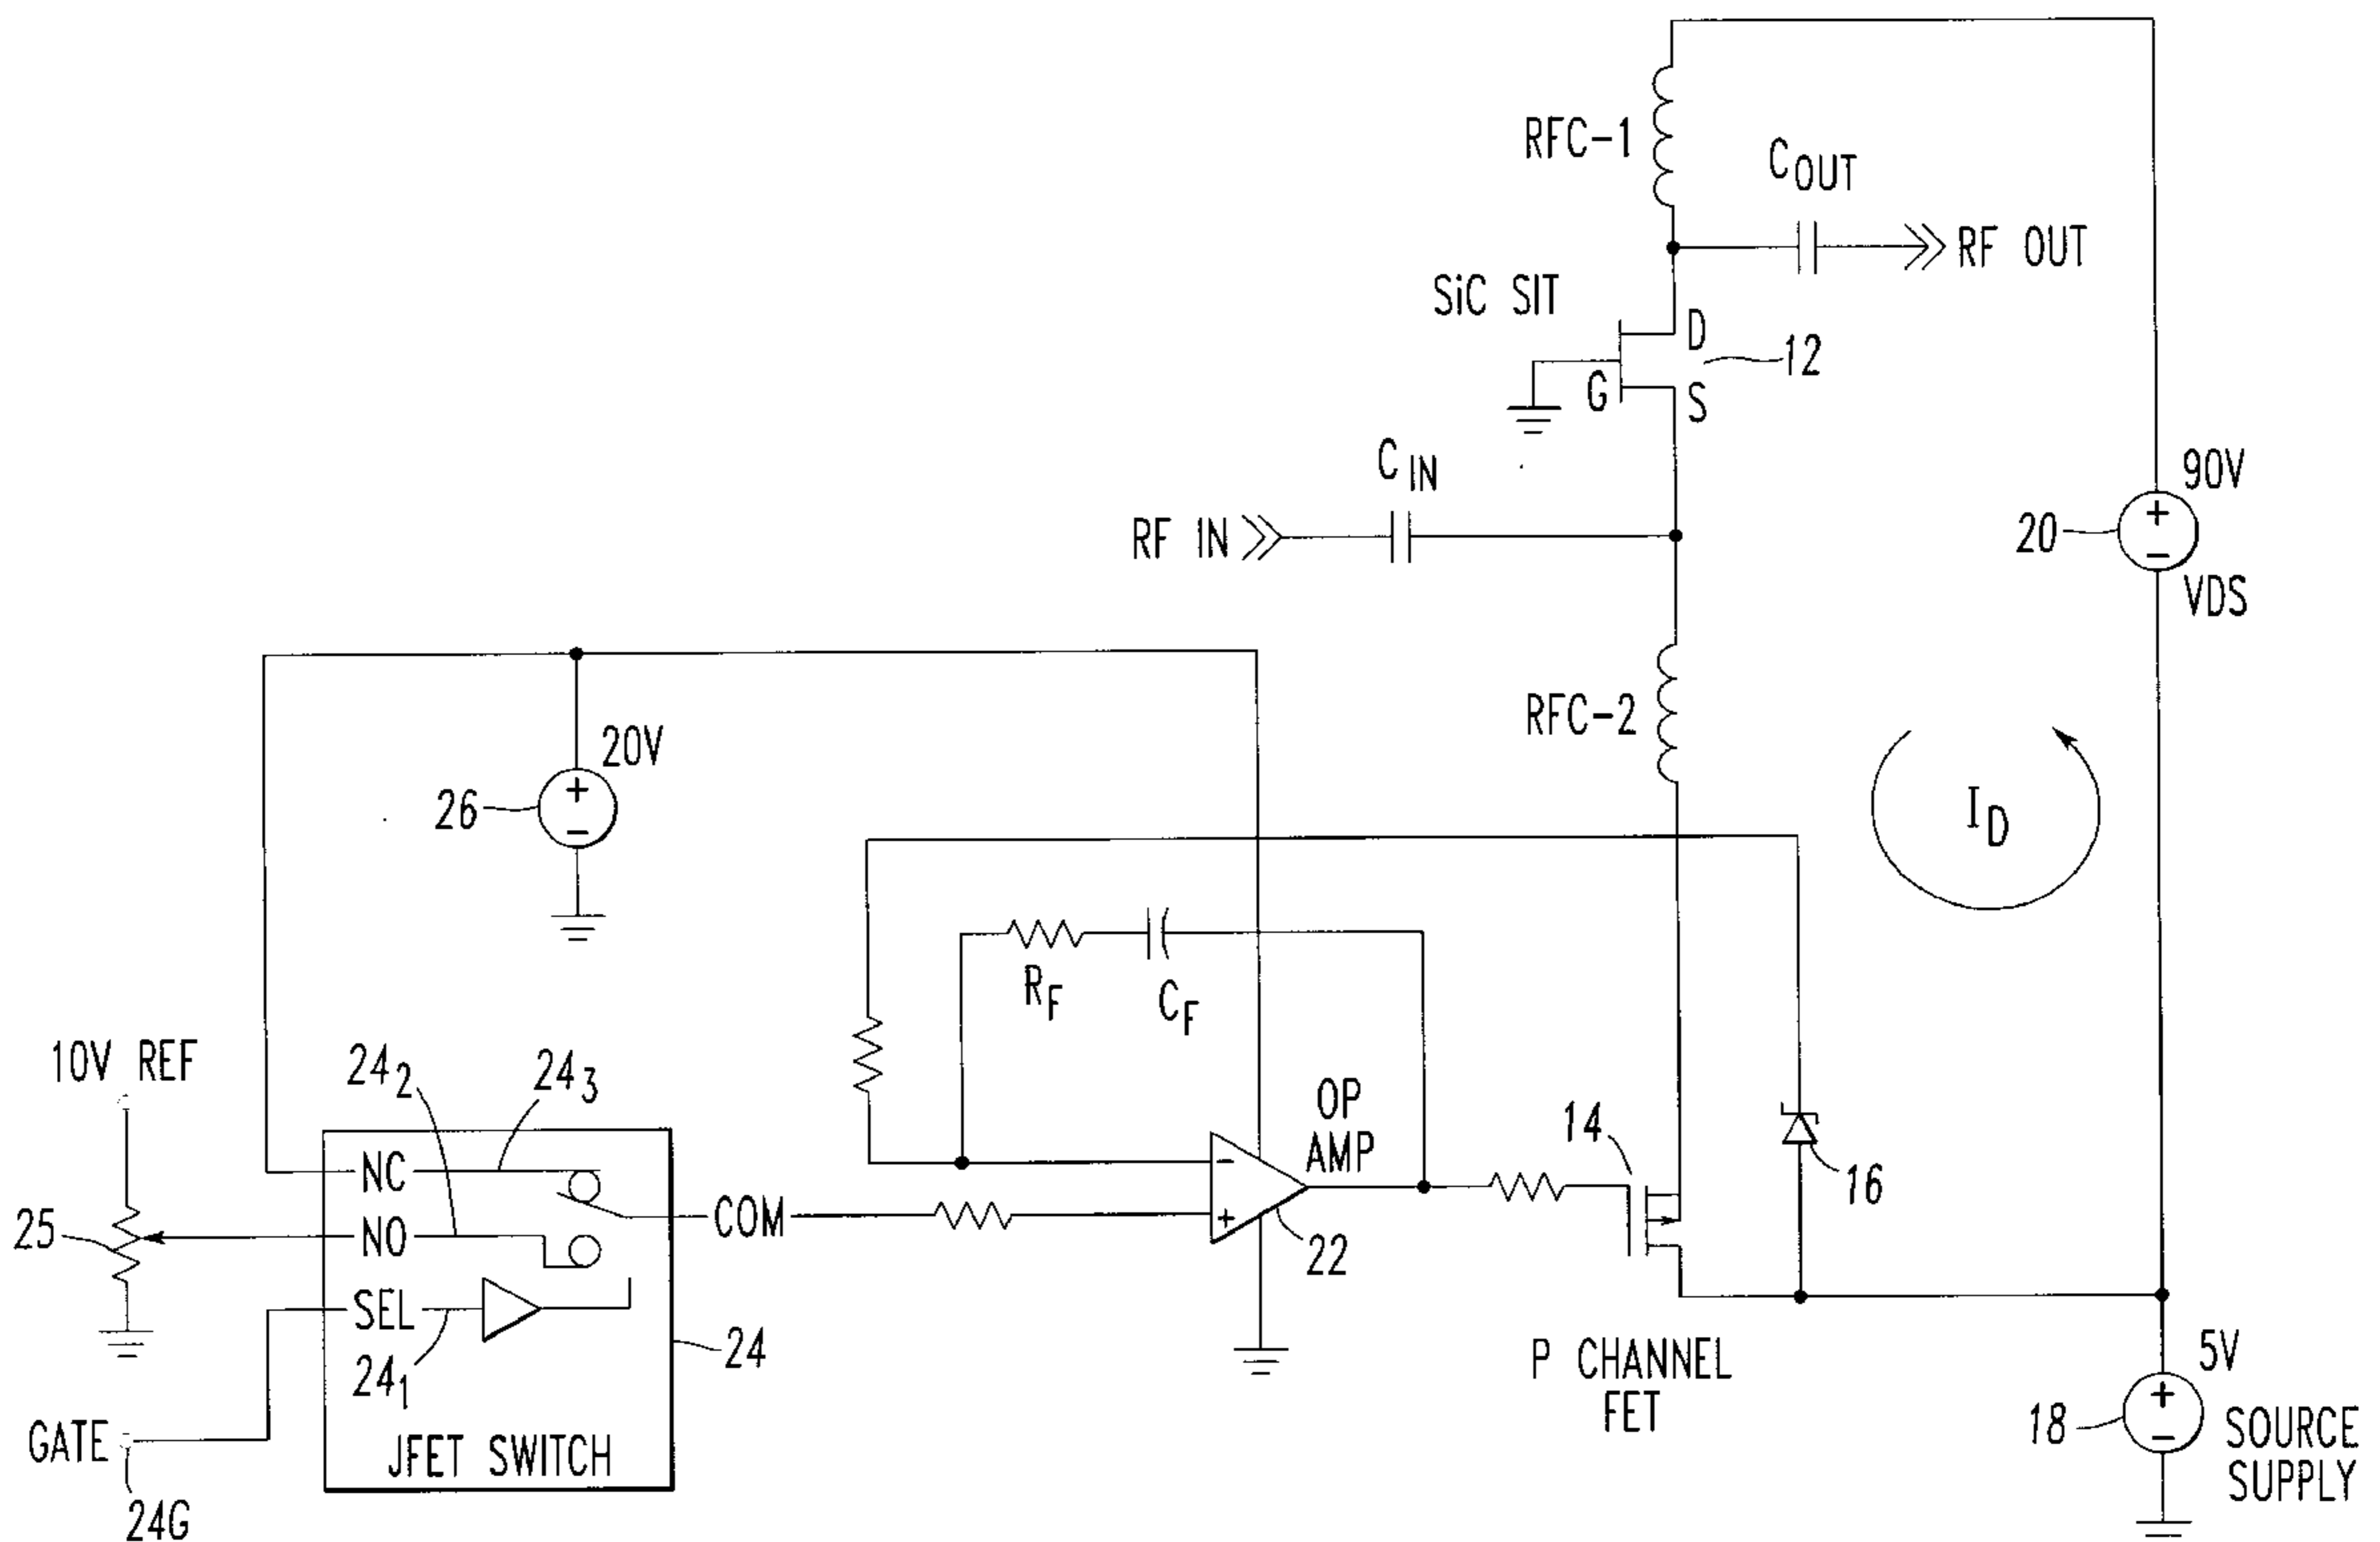 RFC-1
C OUT
RF OUT
SiC SIT
D
12
G
S
C IN
RF IN
90V
20
+
−
VDS
RFC-2
20V
26
+
−
I D
R F
C F
10V REF
24 2
24 3
OP
AMP
14
16
NC
−
COM
25
NO
+
22
SEL
24
24 1
P CHANNEL
FET
5V
18
+
−
SOURCE
SUPPLY
GATE
JFET SWITCH
24G